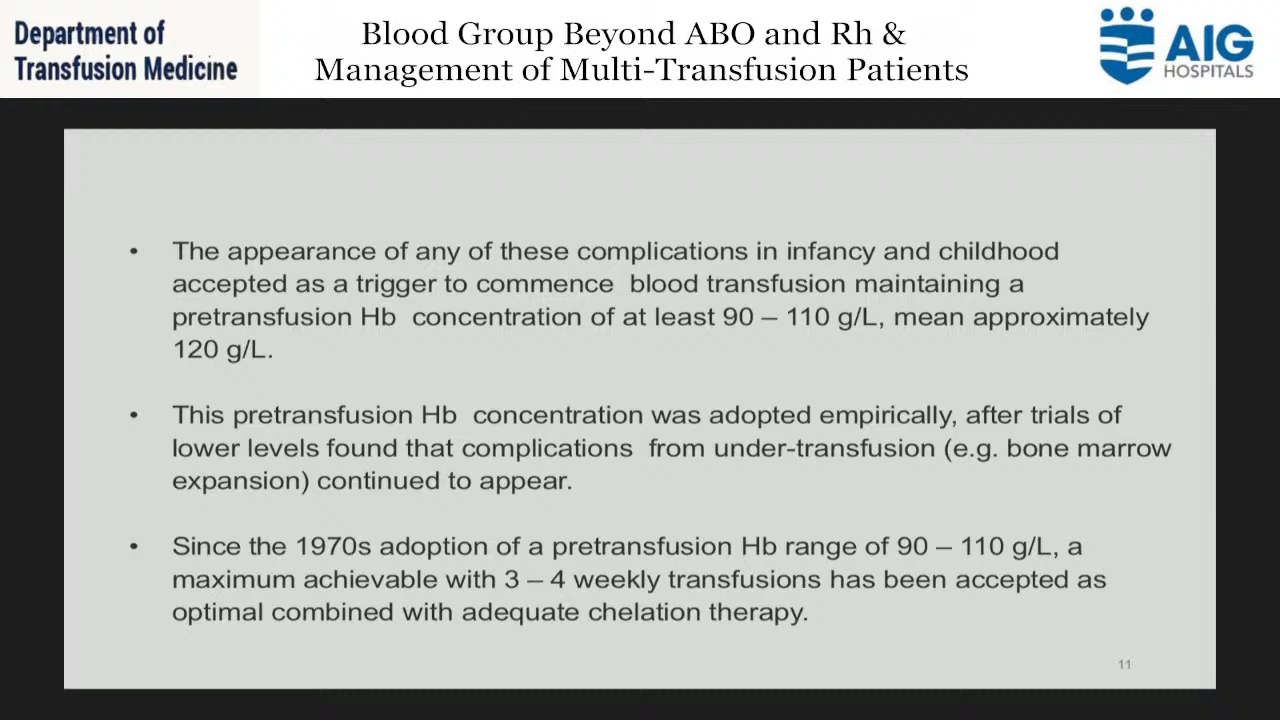 Department of
Transfusion Medicine
Blood Group Beyond ABO and Rh &
Management of Multi-Transfusion Patients
AIG
HOSPITALS
• The appearance of any of these complications in infancy and childhood
accepted as a trigger to commence blood transfusion maintaining a
pretransfusion Hb concentration of at least 90 – 110 g/L, mean approximately
120 g/L.
• This pretransfusion Hb concentration was adopted empirically, after trials of
lower levels found that complications from under-transfusion (e.g. bone marrow
expansion) continued to appear.
• Since the 1970s adoption of a pretransfusion Hb range of 90 – 110 g/L, a
maximum achievable with 3 – 4 weekly transfusions has been accepted as
optimal combined with adequate chelation therapy.
11